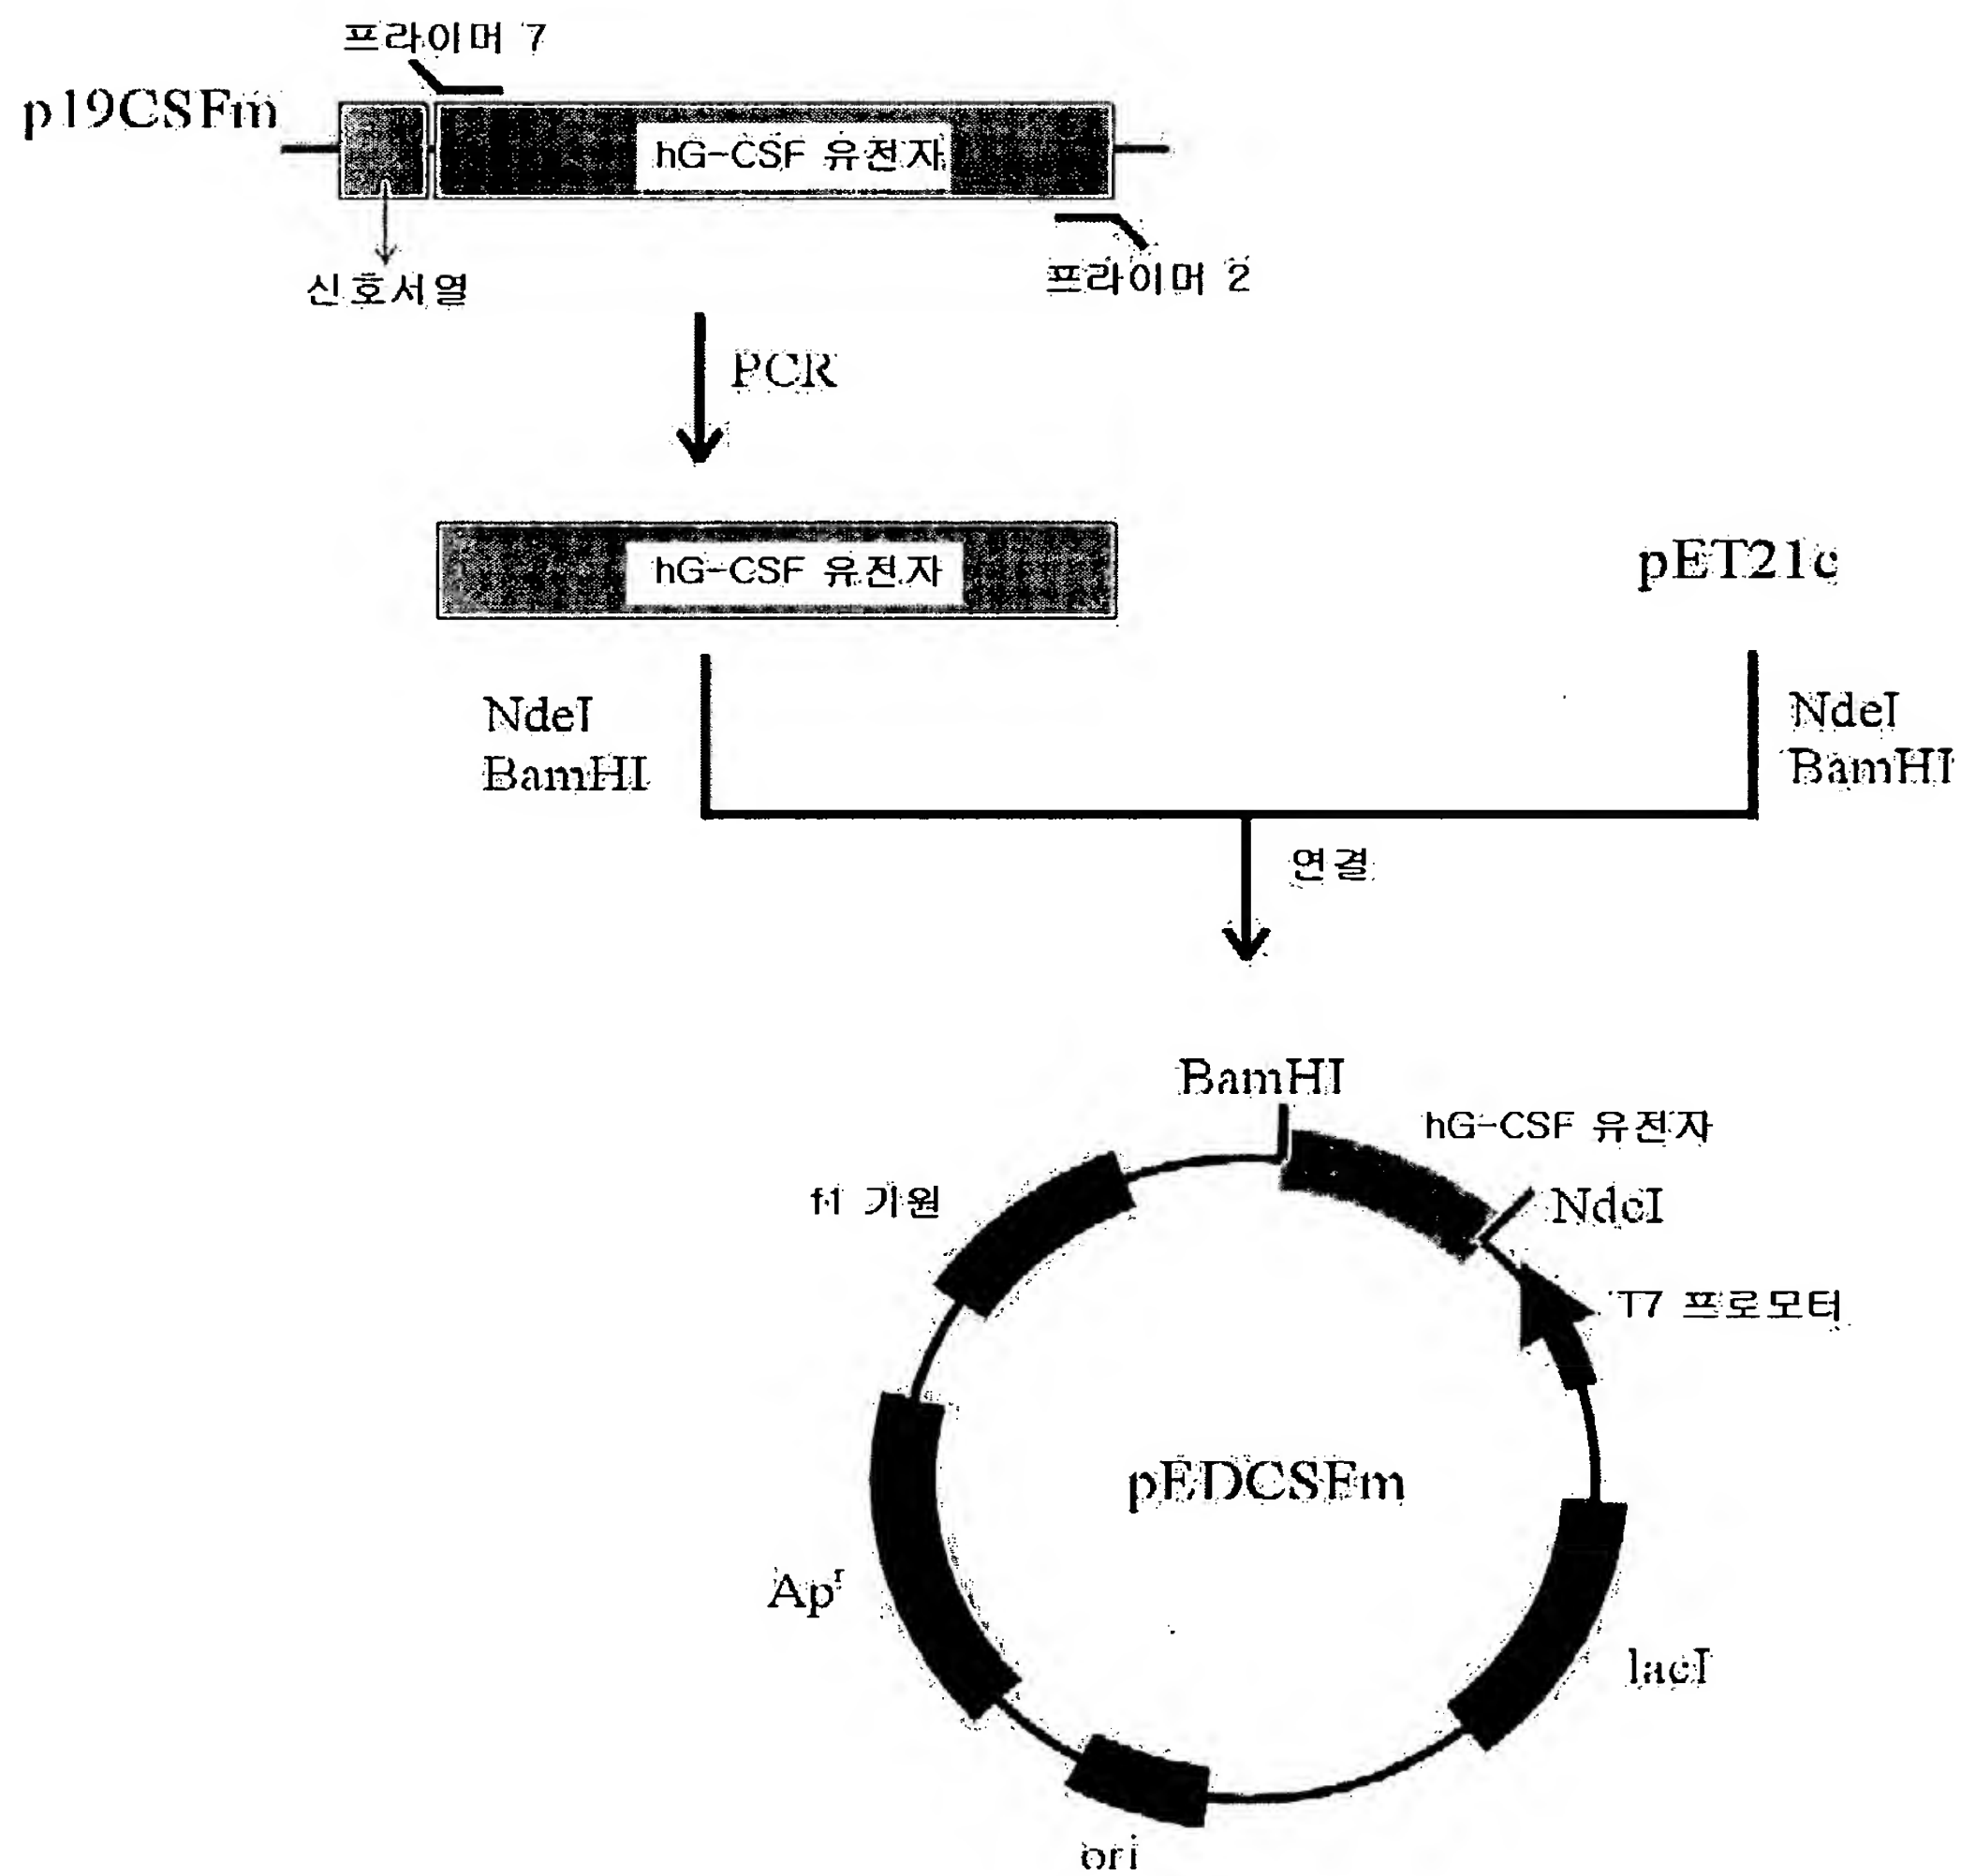 프라이머 7
p19CSFm
hG-CSF 유전자
신호서열
프라이머 2
PCR
hG-CSF 유전자
pET21c
NdeI
BamHI
NdeI
BamHI
연결
BamHI
hG-CSF 유전자
f1 기원
NdeI
T7 프로모터
pEDCSFm
Apʳ
lacI
ori